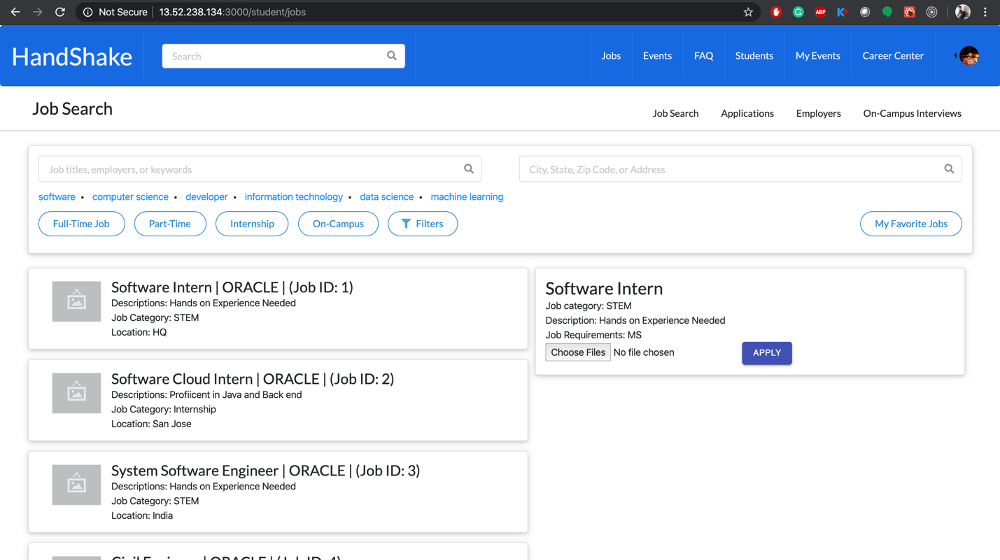 Not Secure | 13.52.238.134:3000/student/jobs
ABP
HandShake
Search
Jobs
Events
FAQ
Students
My Events
Career Center
Job Search
Job Search
Applications
Employers
On-Campus Interviews
Job titles, employers, or keywords
City, State, Zip Code, or Address
software • computer science • developer • information technology • data science • machine learning
Full-Time Job
Part-Time
Internship
On-Campus
Filters
My Favorite Jobs
Software Intern | ORACLE | (Job ID: 1)
Descriptions: Hands on Experience Needed
Job Category: STEM
Location: HQ
Software Cloud Intern | ORACLE | (Job ID: 2)
Descriptions: Profiicent in Java and Back end
Job Category: Internship
Location: San Jose
System Software Engineer | ORACLE | (Job ID: 3)
Descriptions: Hands on Experience Needed
Job Category: STEM
Location: India
Civil Engineer | ORACLE | (Job ID: 4)
Software Intern
Job category: STEM
Description: Hands on Experience Needed
Job Requirements: MS
Choose Files No file chosen
APPLY